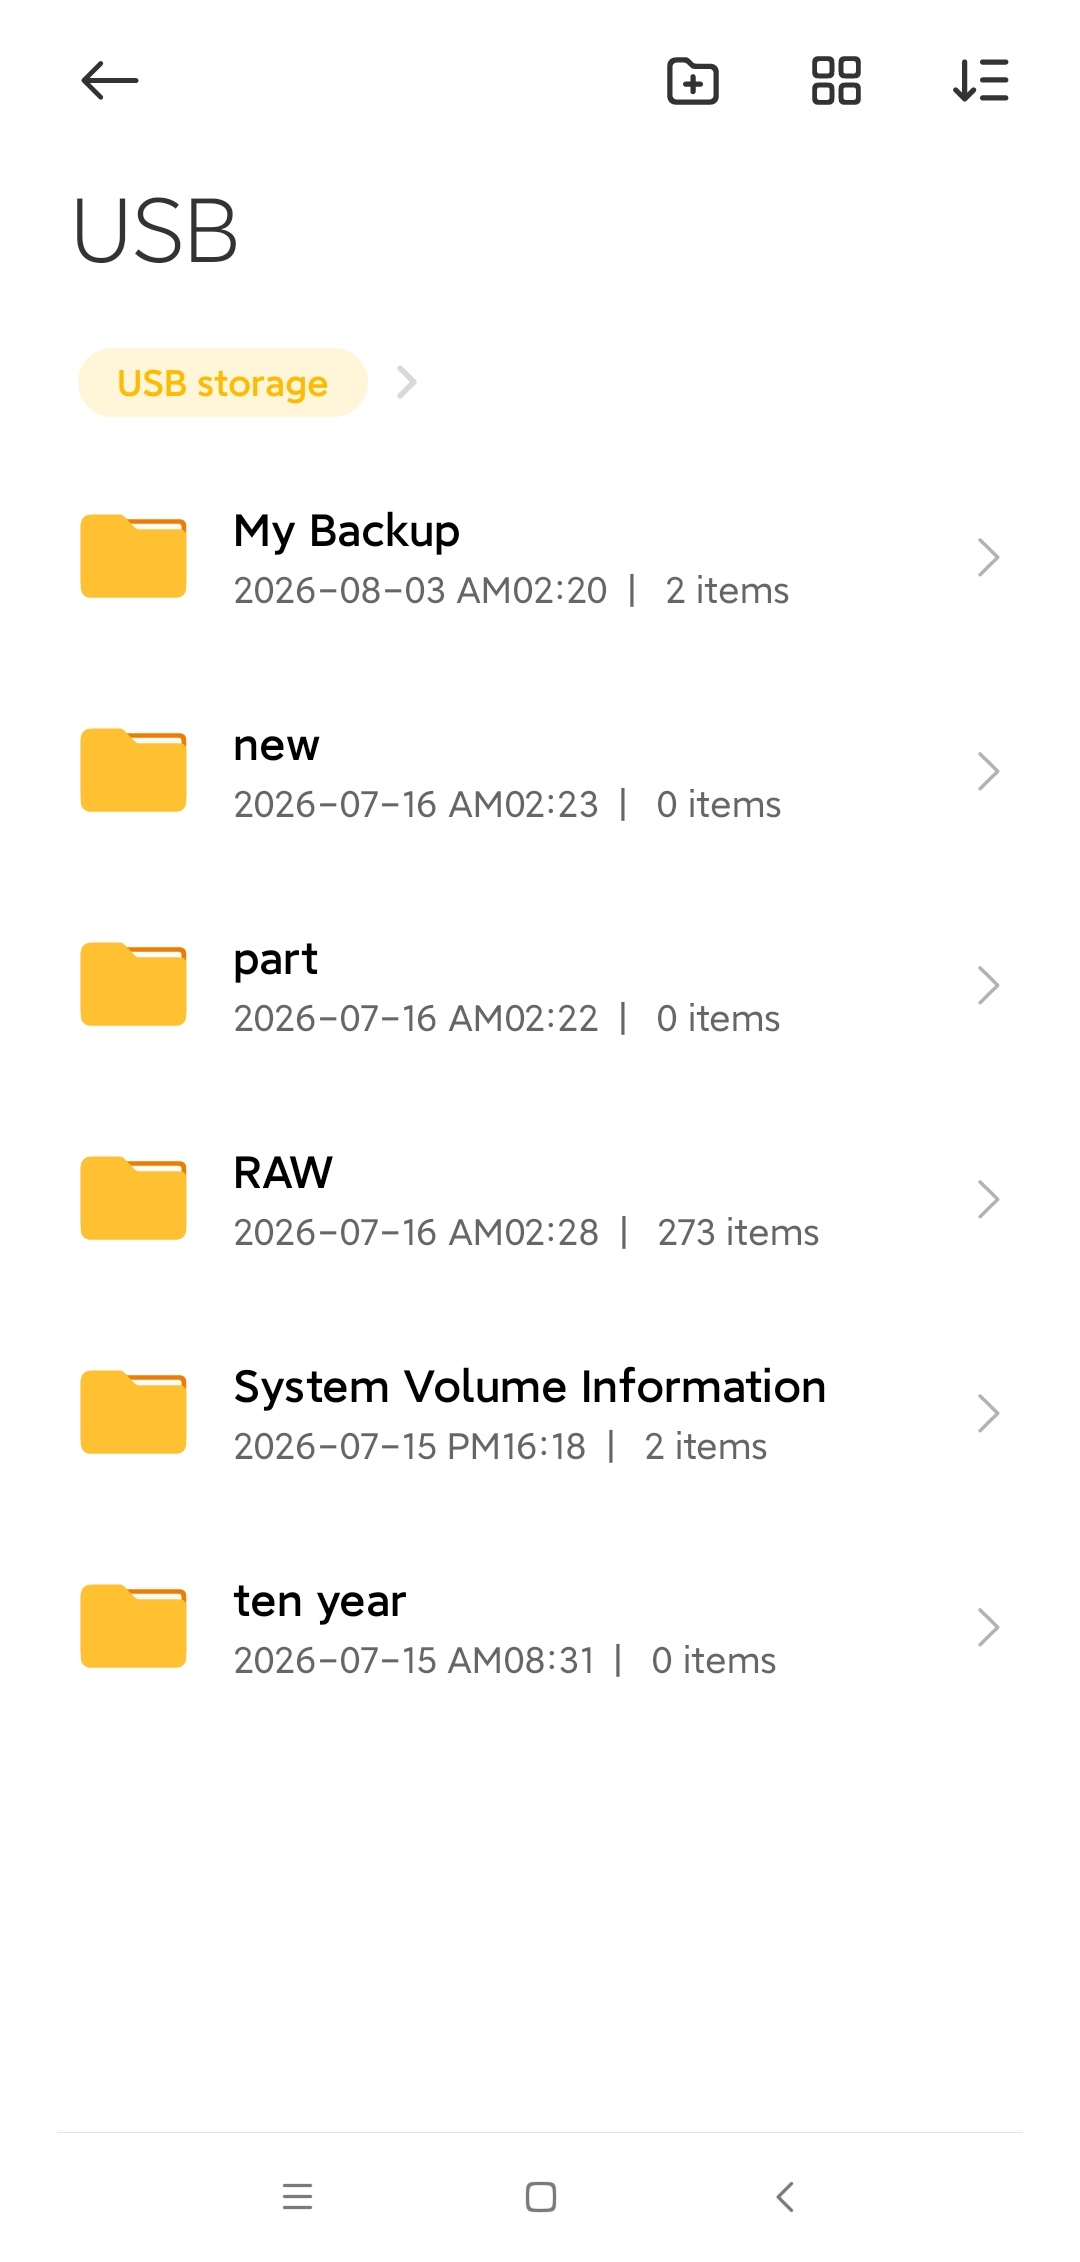 USB
USB storage
My Backup
2026-08-03 AM02:20 | 2 items
new
2026-07-16 AM02:23 | 0 items
part
2026-07-16 AM02:22 | 0 items
RAW
2026-07-16 AM02:28 | 273 items
System Volume Information
2026-07-15 PM16:18 | 2 items
ten year
2026-07-15 AM08:31 | 0 items